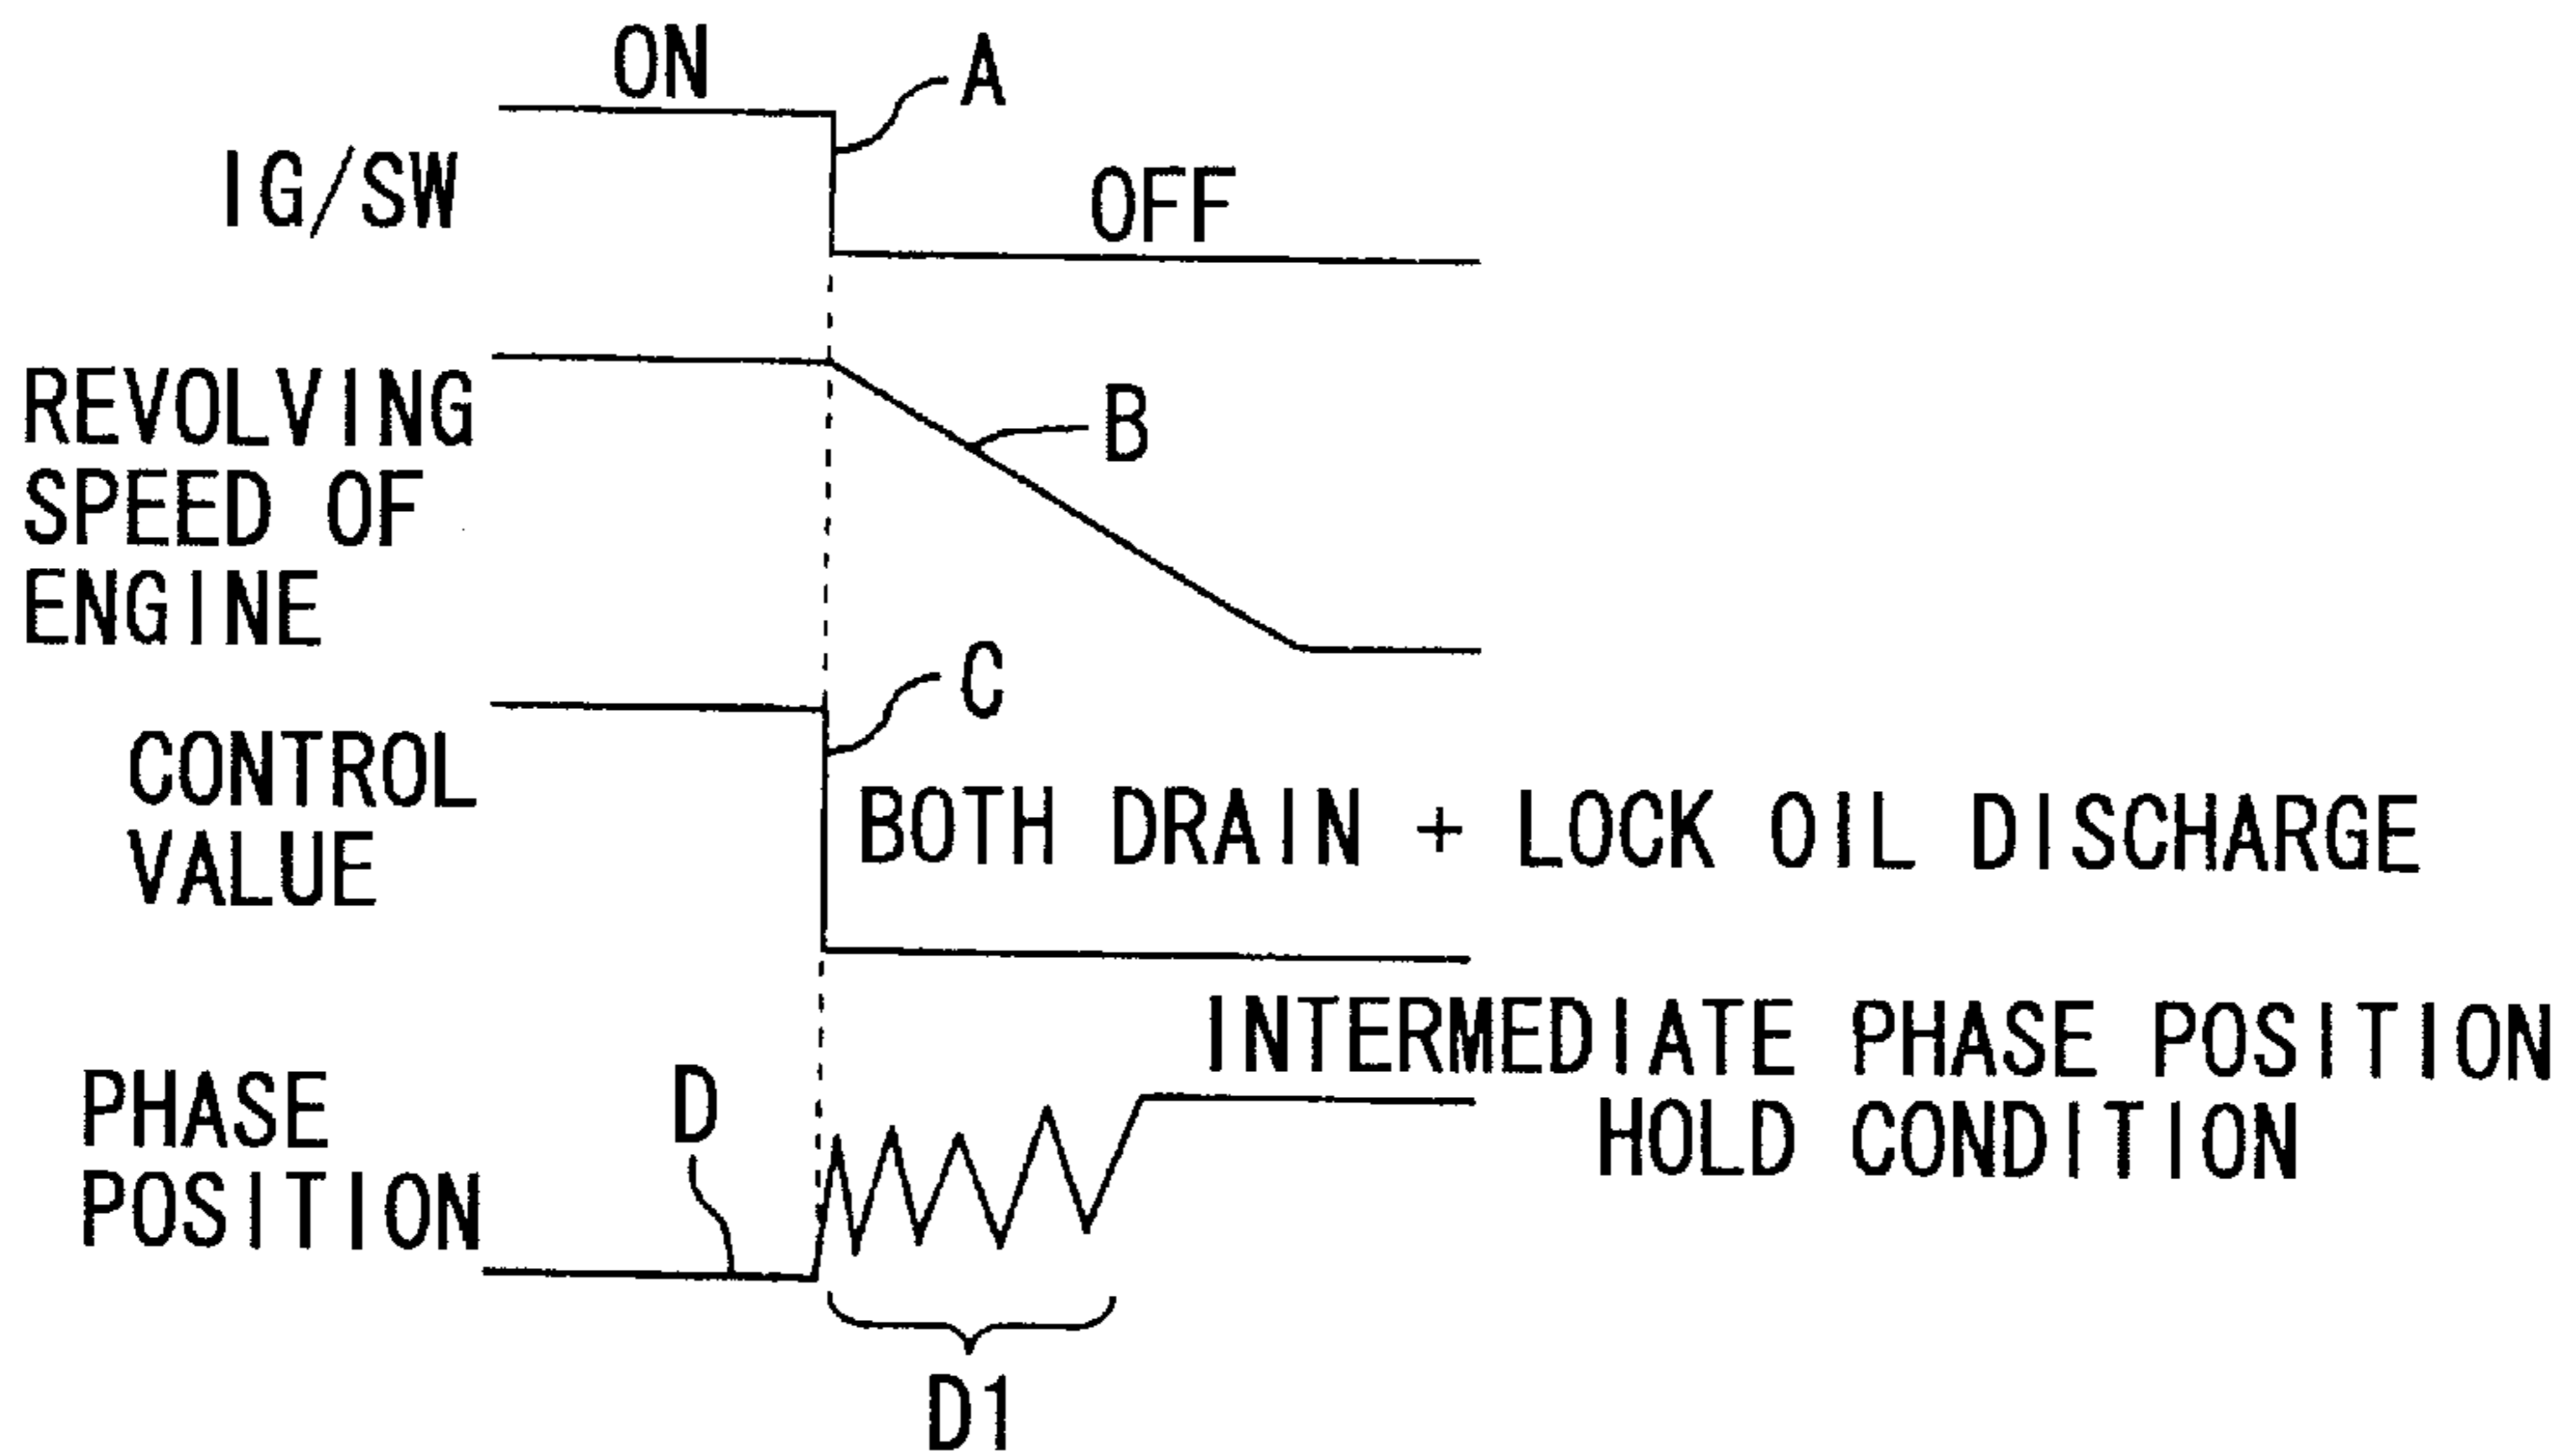 ON
A
IG/SW
OFF
REVOLVING
SPEED OF
ENGINE
B
C
CONTROL
VALUE
BOTH DRAIN + LOCK OIL DISCHARGE
INTERMEDIATE PHASE POSITION
HOLD CONDITION
PHASE
POSITION
D
D1